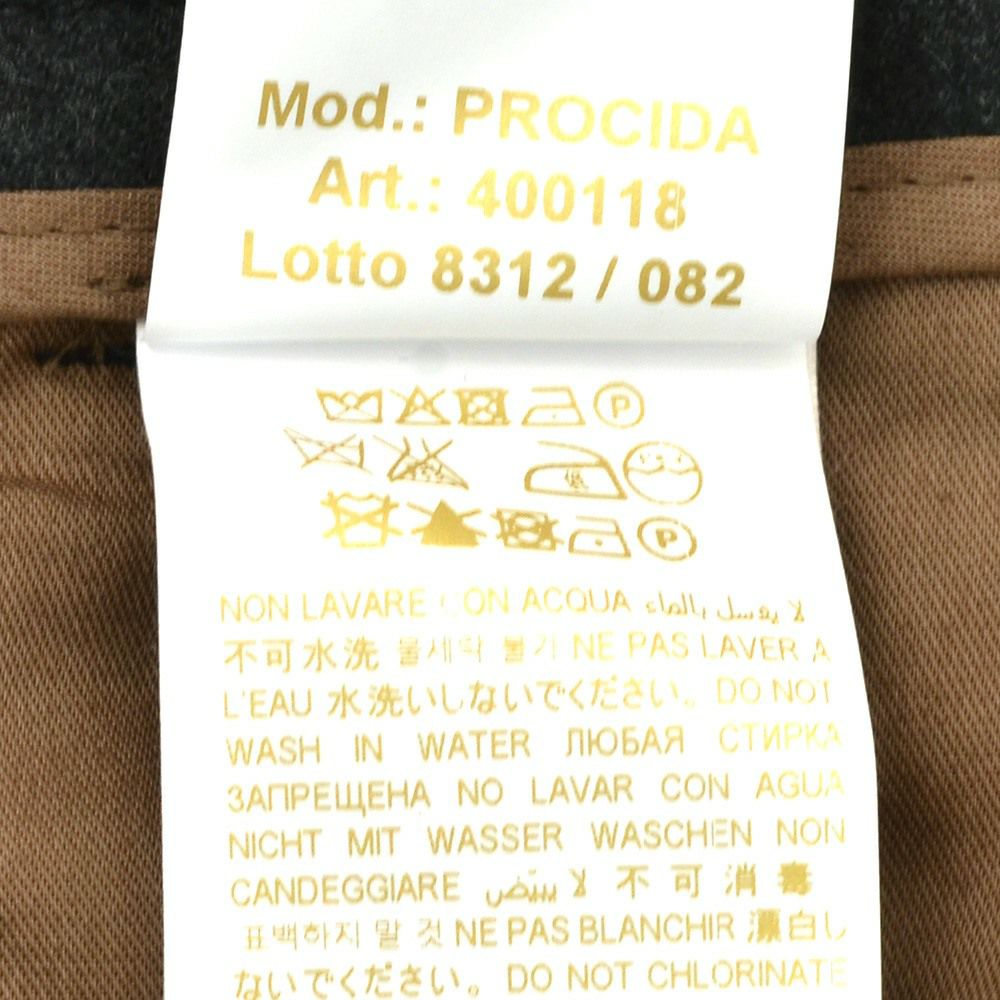 Mod.: PROCIDA
Art.: 400118
Lotto 8312 / 082
P
低
P
NON LAVARE CON ACQUA لا يغسل بالماء
不可水洗 물세탁 불가 NE PAS LAVER A
L'EAU 水洗いしないでください。 DO NOT
WASH IN WATER ЛЮБАЯ СТИРКА
ЗАПРЕЩЕНА NO LAVAR CON AGUA
NICHT MIT WASSER WASCHEN NON
CANDEGGIARE لا يبيّض 不可消毒
표백하지 말 것 NE PAS BLANCHIR 漂白し
ないでください。 DO NOT CHLORINATE